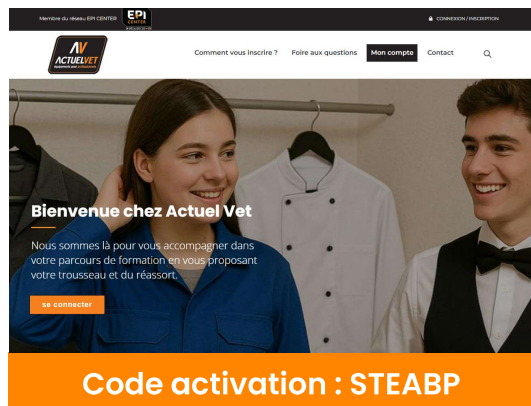 Membre du réseau EPI CENTER
EPI
CENTER
CONNEXION / INSCRIPTION
AV
ACTUELVET
Comment vous inscrire ?
Foire aux questions
Mon compte
Contact
Bienvenue chez Actuel Vet
Nous sommes là pour vous accompagner dans
votre parcours de formation en vous proposant
votre trousseau et du réassort.
se connecter
Code activation : STEABP